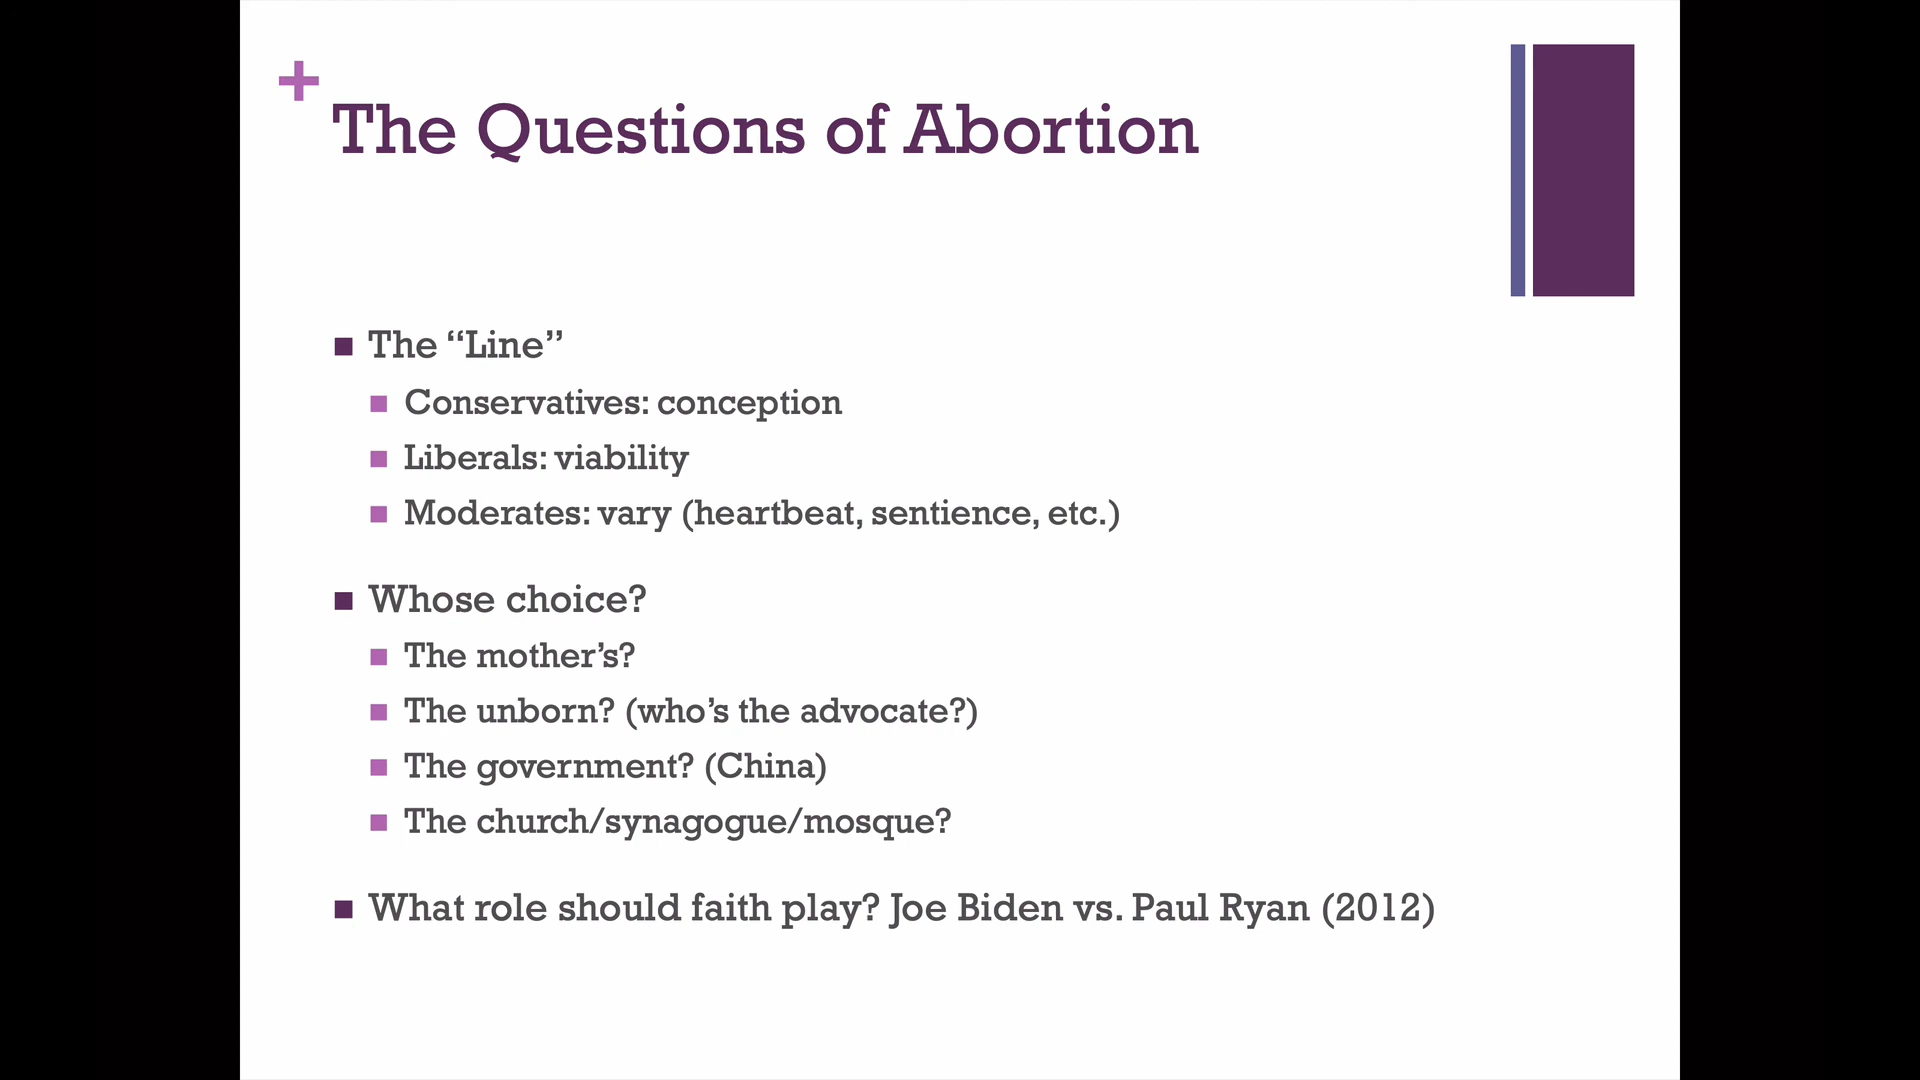 The Questions of Abortion
The “Line”
Conservatives: conception
Liberals: viability
Moderates: vary (heartbeat, sentience, etc.)
Whose choice?
The mother’s?
The unborn? (who’s the advocate?)
The government? (China)
The church/synagogue/mosque?
What role should faith play? Joe Biden vs. Paul Ryan (2012)